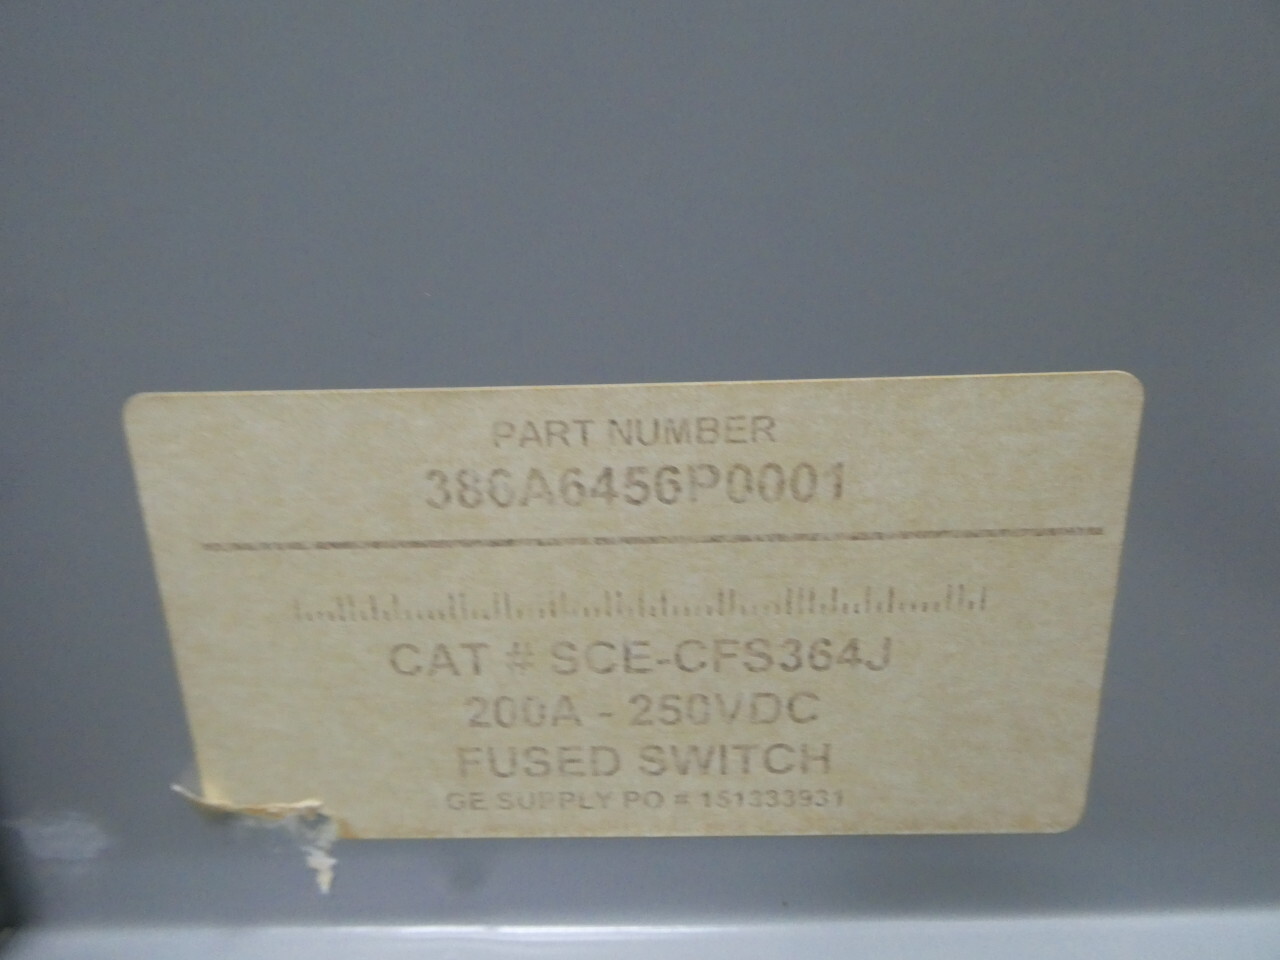 PART NUMBER
386A6456P0001
CAT # SCE-CFS364J
200A - 250VDC
FUSED SWITCH
GE SUPPLY PO # 151333931